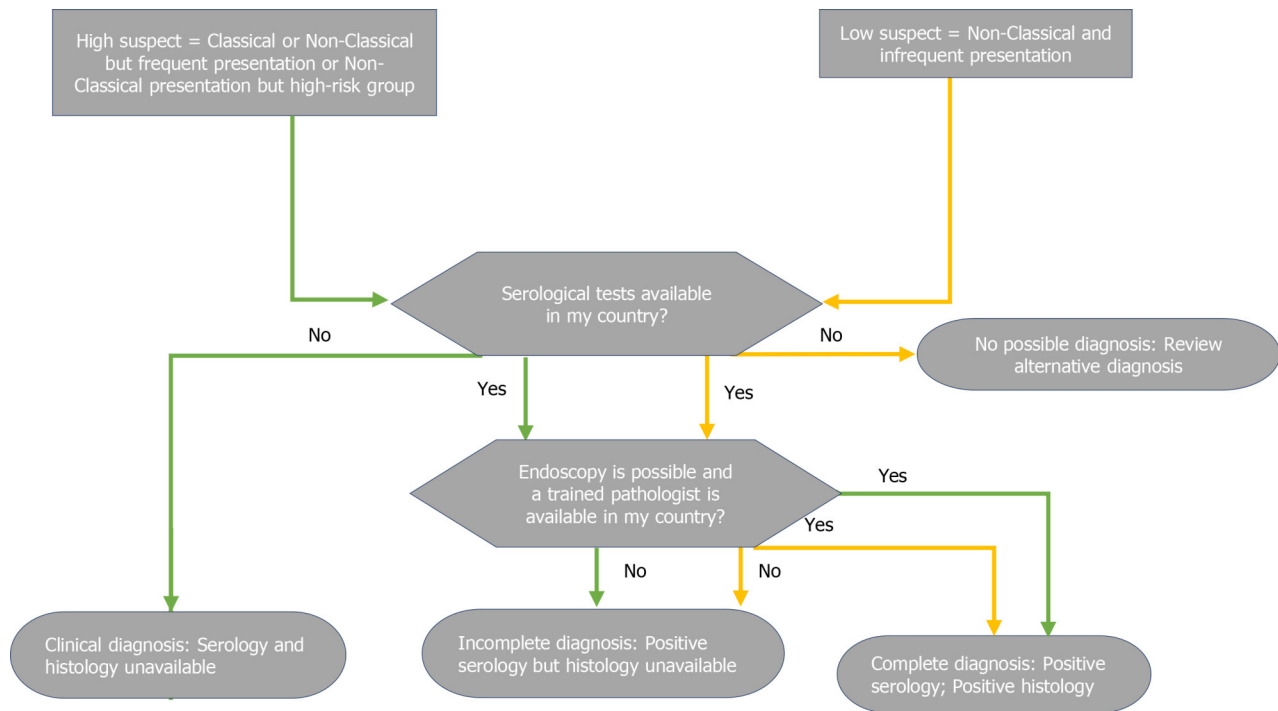 High suspect = Classical or Non-Classical
but frequent presentation or Non-
Classical presentation but high-risk group
Low suspect = Non-Classical and
infrequent presentation
Serological tests available
in my country?
No
No
No possible diagnosis: Review
alternative diagnosis
Yes
Yes
Endoscopy is possible and
a trained pathologist is
available in my country?
Yes
Yes
No
No
Clinical diagnosis: Serology and
histology unavailable
Incomplete diagnosis: Positive
serology but histology unavailable
Complete diagnosis: Positive
serology; Positive histology